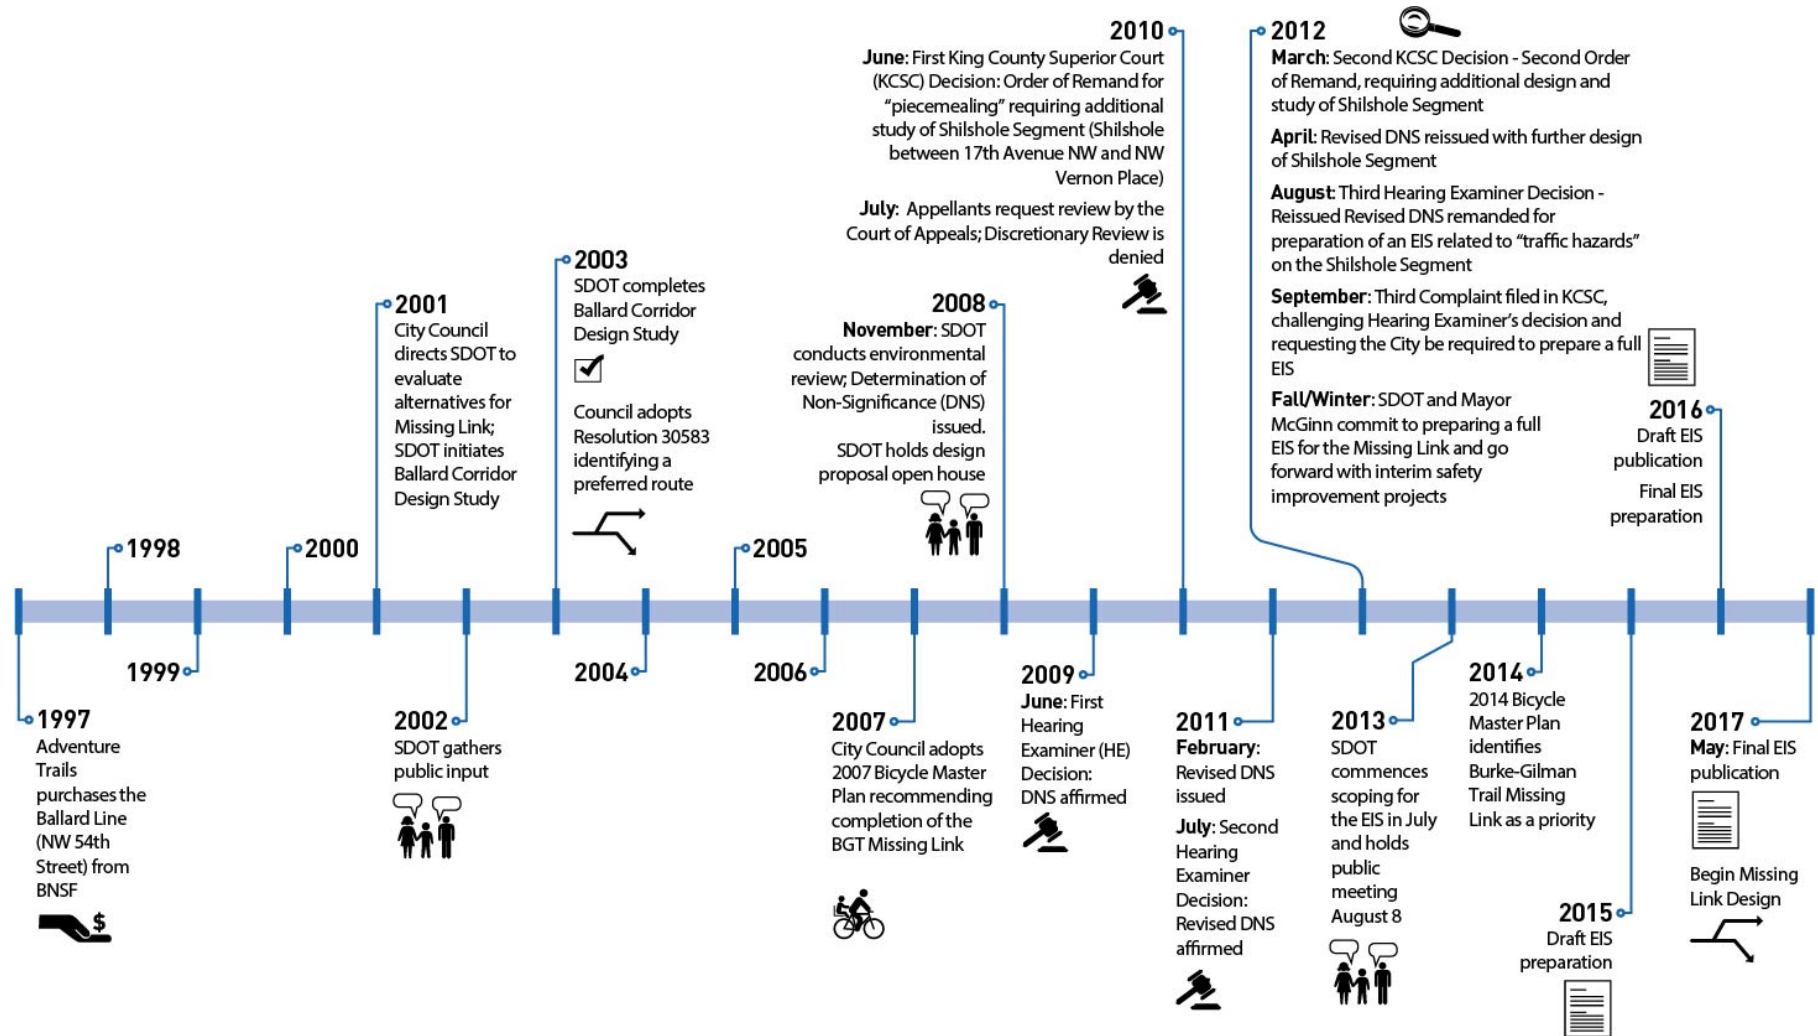 1997
Adventure
Trails
purchases the
Ballard Line
(NW 54th
Street) from
BNSF
$
1998
1999
2000
2001
City Council
directs SDOT to
evaluate
alternatives for
Missing Link;
SDOT initiates
Ballard Corridor
Design Study
2002
SDOT gathers
public input
2003
SDOT completes
Ballard Corridor
Design Study
Council adopts
Resolution 30583
identifying a
preferred route
2004
2005
2006
2007
City Council adopts
2007 Bicycle Master
Plan recommending
completion of the
BGT Missing Link
2008
November: SDOT
conducts environmental
review; Determination of
Non-Significance (DNS)
issued.
SDOT holds design
proposal open house
2009
June: First
Hearing
Examiner (HE)
Decision:
DNS affirmed
2010
June: First King County Superior Court
(KCSC) Decision: Order of Remand for
“piecemealing” requiring additional
study of Shilshole Segment (Shilshole
between 17th Avenue NW and NW
Vernon Place)
July: Appellants request review by the
Court of Appeals; Discretionary Review is
denied
2011
February:
Revised DNS
issued
July: Second
Hearing
Examiner
Decision:
Revised DNS
affirmed
2012
March: Second KCSC Decision - Second Order
of Remand, requiring additional design and
study of Shilshole Segment
April: Revised DNS reissued with further design
of Shilshole Segment
August: Third Hearing Examiner Decision -
Reissued Revised DNS remanded for
preparation of an EIS related to “traffic hazards”
on the Shilshole Segment
September: Third Complaint filed in KCSC,
challenging Hearing Examiner’s decision and
requesting the City be required to prepare a full
EIS
Fall/Winter: SDOT and Mayor
McGinn commit to preparing a full
EIS for the Missing Link and go
forward with interim safety
improvement projects
2013
SDOT
commences
scoping for
the EIS in July
and holds
public
meeting
August 8
2014
2014 Bicycle
Master Plan
identifies
Burke-Gilman
Trail Missing
Link as a priority
2015
Draft EIS
preparation
2016
Draft EIS
publication
Final EIS
preparation
2017
May: Final EIS
publication
Begin Missing
Link Design